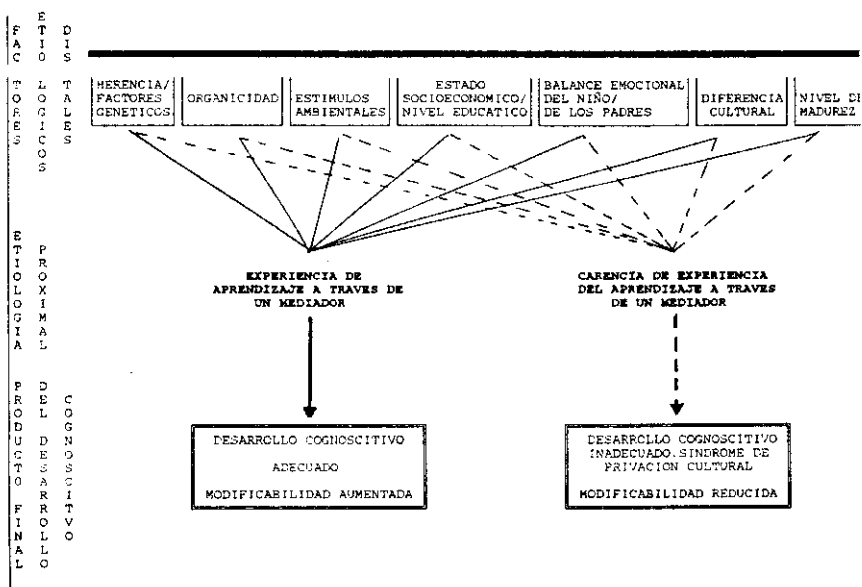 FACTORES
ETIOLOGICOS
DISTALES
HERENCIA/
FACTORES
GENETICOS
ORGANICIDAD
ESTIMULOS
AMBIENTALES
ESTADO
SOCIOECONOMICO/
NIVEL EDUCATICO
BALANCE EMOCIONAL
DEL NIÑO/
DE LOS PADRES
DIFERENCIA
CULTURAL
NIVEL DE
MADUREZ
ETIOLOGIA
PROXIMAL
EXPERIENCIA DE
APRENDIZAJE A TRAVES DE
UN MEDIADOR
CARENCIA DE EXPERIENCIA
DEL APRENDIZAJE A TRAVES
DE UN MEDIADOR
PRODUCTO FINAL
DEL DESARROLLO
COGNOSCITVO
DESARROLLO COGNOSCITIVO
ADECUADO
MODIFICABILIDAD AUMENTADA
DESARROLLO COGNOSCITIVO
INADECUADO.SINDROME DE
PRIVACION CULTURAL
MODIFICABILIDAD REDUCIDA